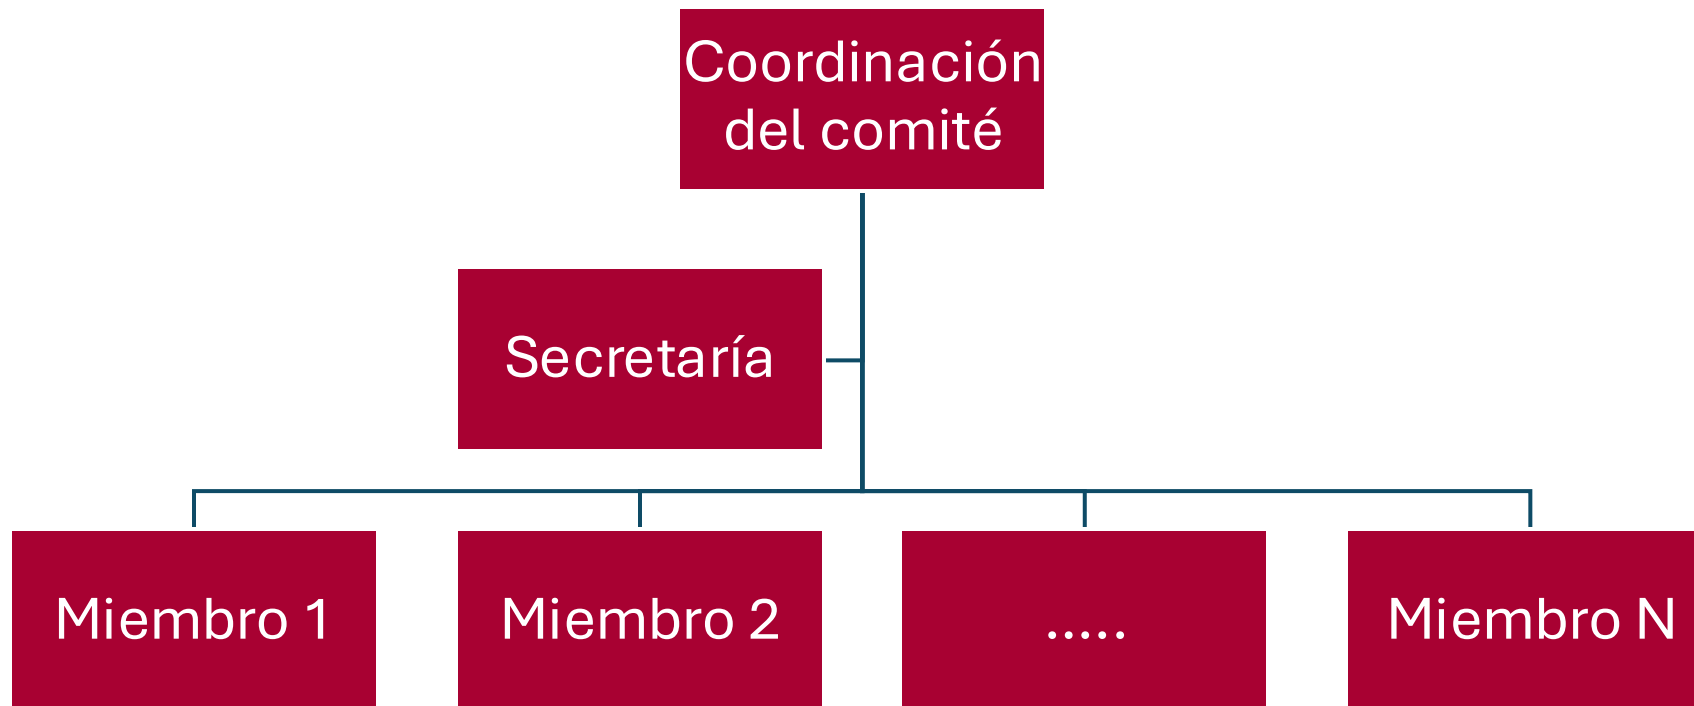 Coordinación
del comité
Secretaría
Miembro 1
Miembro 2
.....
Miembro N